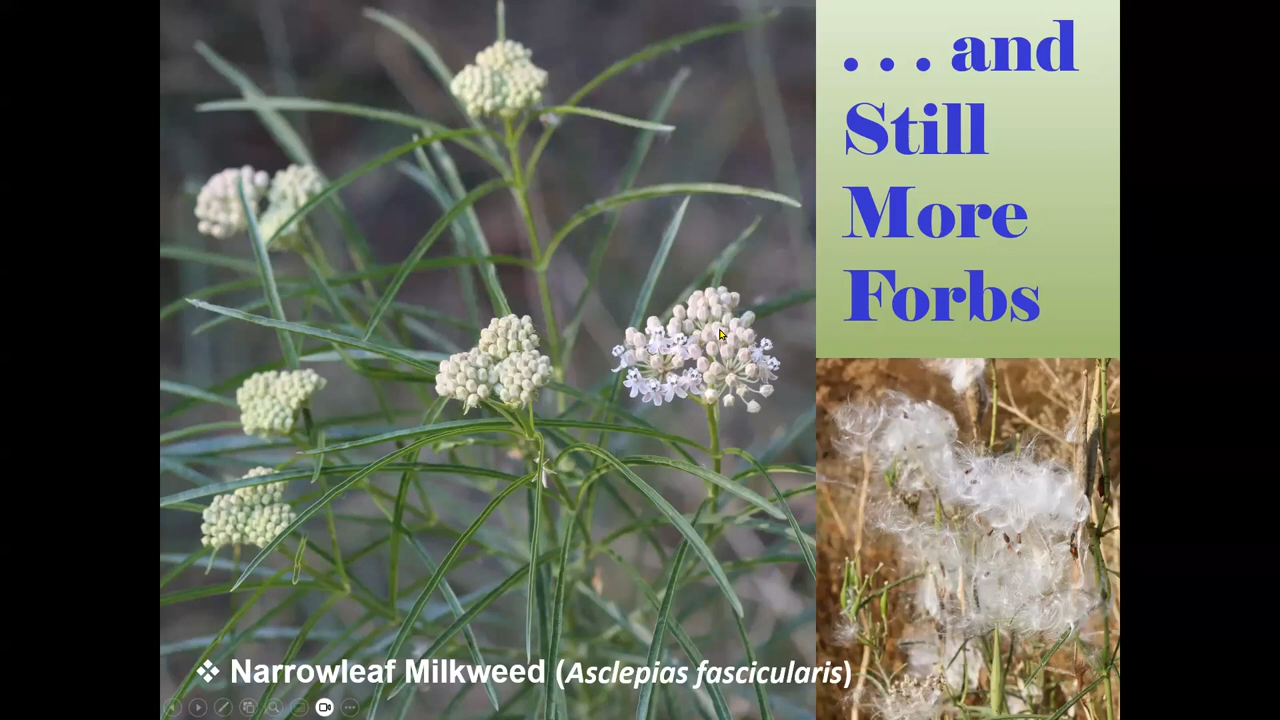 . . . and
Still
More
Forbs
❖ Narrowleaf Milkweed (Asclepias fascicularis)